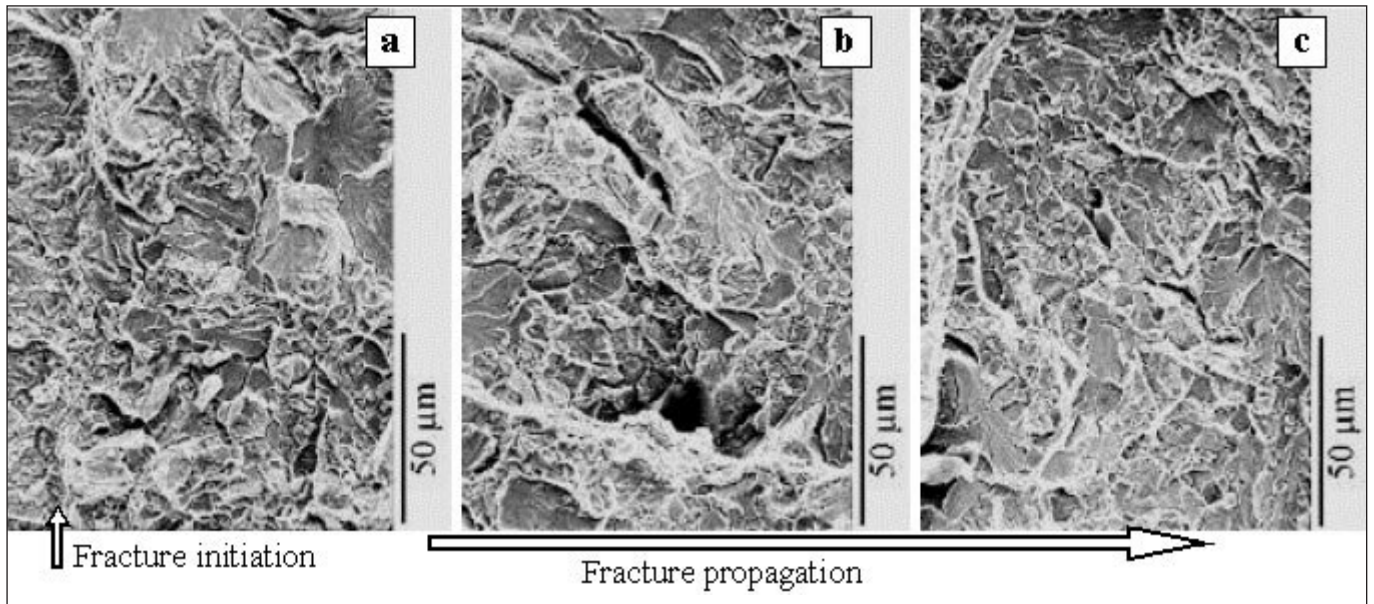 a
b
c
50 µm
50 µm
50 µm
Fracture initiation
Fracture propagation